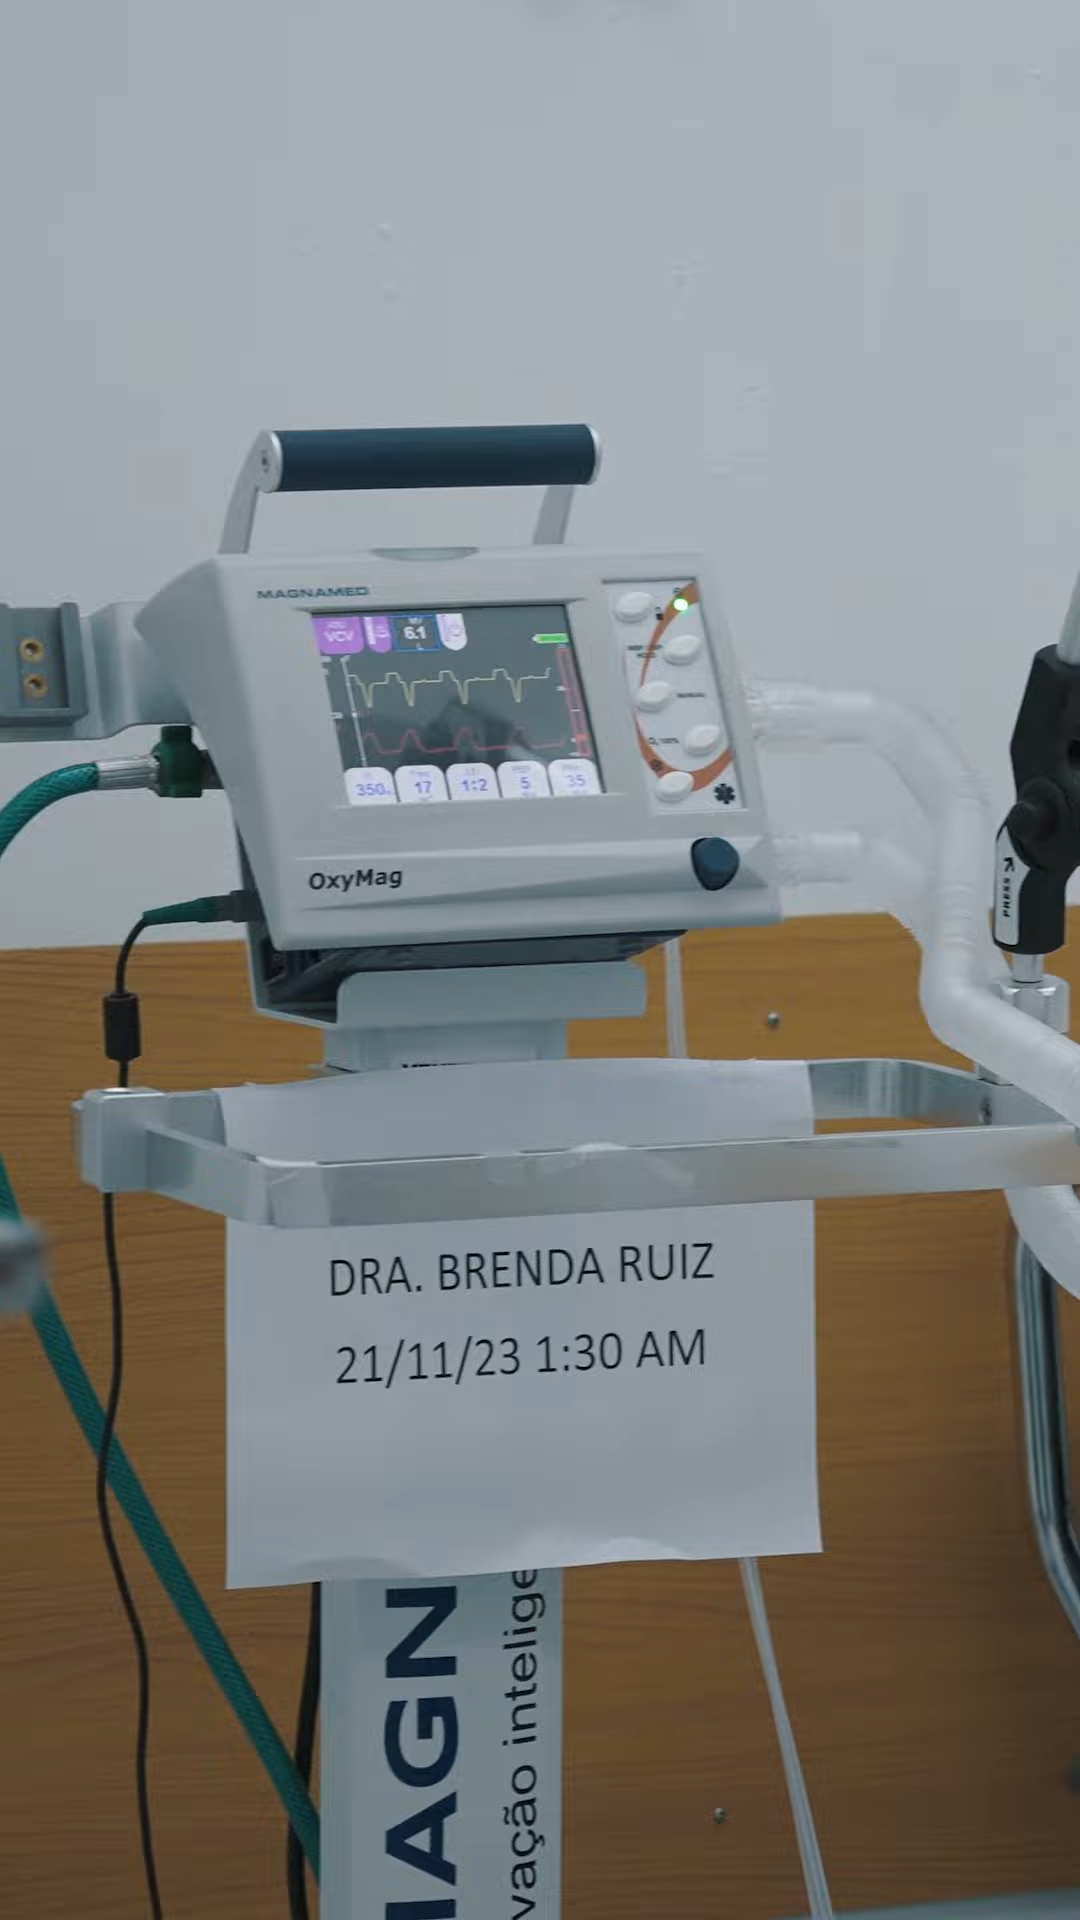 MAGNAMED
VCV
6.1
MANUAL
350
17
1:2
5
35
OxyMag
PRESS
DRA. BRENDA RUIZ
21/11/23 1:30 AM
IAGN
vação intelige